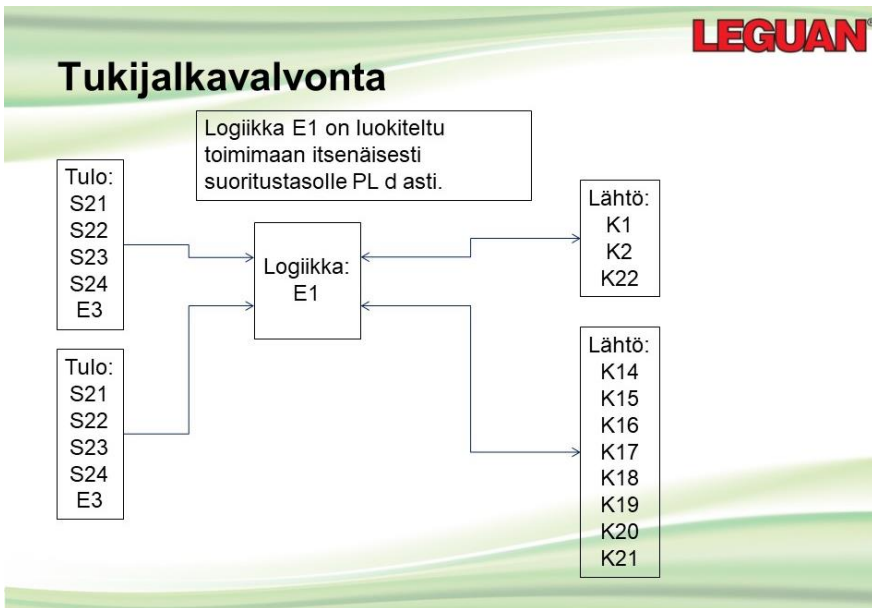 LEGUAN®
Tukijalkavalvonta
Logiikka E1 on luokiteltu
toimimaan itsenäisesti
suoritustasolle PL d asti.
Tulo:
S21
S22
S23
S24
E3
Tulo:
S21
S22
S23
S24
E3
Logiikka:
E1
Lähtö:
K1
K2
K22
Lähtö:
K14
K15
K16
K17
K18
K19
K20
K21